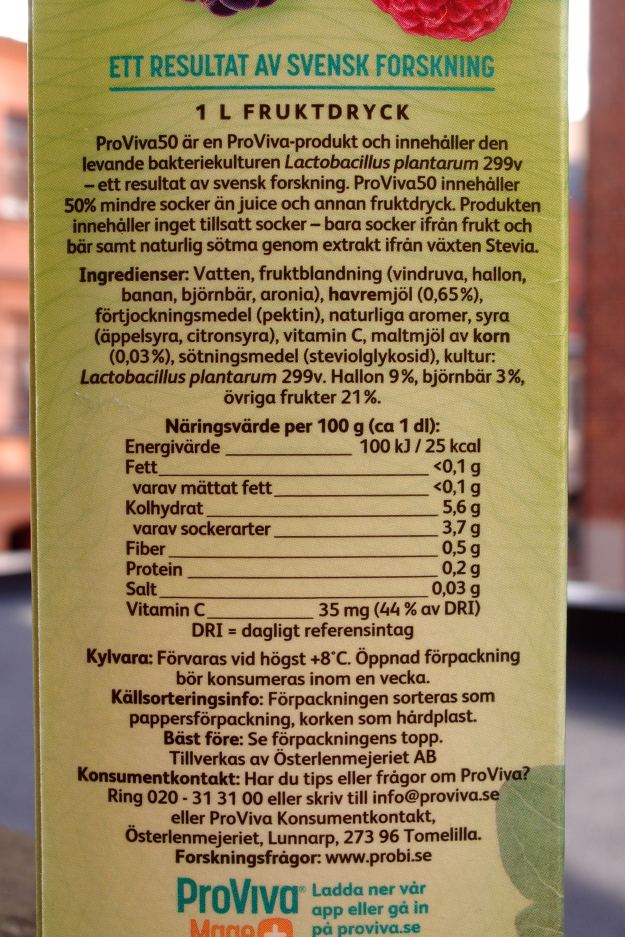 ETT RESULTAT AV SVENSK FORSKNING
1 L FRUKTDRYCK
ProViva50 är en ProViva-produkt och innehåller den
levande bakteriekulturen Lactobacillus plantarum 299v
– ett resultat av svensk forskning. ProViva50 innehåller
50% mindre socker än juice och annan fruktdryck. Produkten
innehåller inget tillsatt socker – bara socker ifrån frukt och
bär samt naturlig sötma genom extrakt ifrån växten Stevia.
Ingredienser: Vatten, fruktblandning (vindruva, hallon,
banan, björnbär, aronia), havremjöl (0,65%),
förtjockningsmedel (pektin), naturliga aromer, syra
(äppelsyra, citronsyra), vitamin C, maltmjöl av korn
(0,03%), sötningsmedel (steviolglykosid), kultur:
Lactobacillus plantarum 299v. Hallon 9%, björnbär 3%,
övriga frukter 21%.
Näringsvärde per 100 g (ca 1 dl):
Energivärde 100 kJ / 25 kcal
Fett <0,1 g
varav mättat fett <0,1 g
Kolhydrat 5,6 g
varav sockerarter 3,7 g
Fiber 0,5 g
Protein 0,2 g
Salt 0,03 g
Vitamin C 35 mg (44 % av DRI)
DRI = dagligt referensintag
Kylvara: Förvaras vid högst +8°C. Öppnad förpackning
bör konsumeras inom en vecka.
Källsorteringsinfo: Förpackningen sorteras som
pappersförpackning, korken som hårdplast.
Bäst före: Se förpackningens topp.
Tillverkas av Österlenmejeriet AB
Konsumentkontakt: Har du tips eller frågor om ProViva?
Ring 020 - 31 31 00 eller skriv till info@proviva.se
eller ProViva Konsumentkontakt,
Österlenmejeriet, Lunnarp, 273 96 Tomelilla.
Forskningsfrågor: www.probi.se
ProViva® Ladda ner vår
app eller gå in
Mage på proviva.se